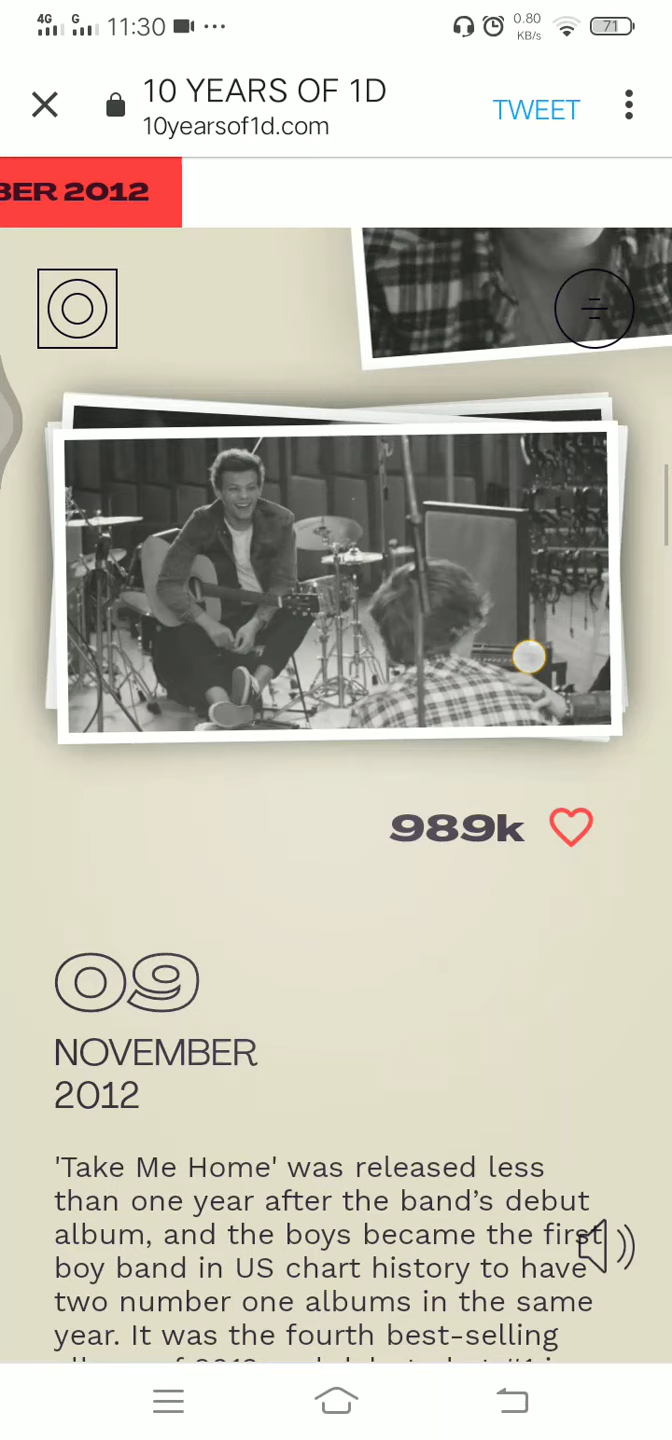 4G G 11:30 ... 0.80 KB/s 71
10 YEARS OF 1D
10yearsof1d.com
TWEET
BER 2012
989k
09
NOVEMBER
2012
'Take Me Home' was released less
than one year after the band's debut
album, and the boys became the first
boy band in US chart history to have
two number one albums in the same
year. It was the fourth best-selling